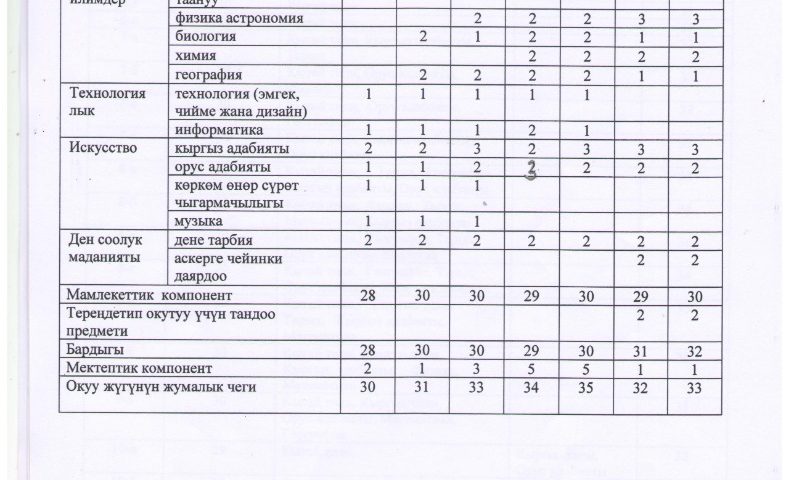 илимдер таануу
физика астрономия 2 2 2 3 3
биология 2 1 2 2 1 1
химия 2 2 2 2
география 2 2 2 2 1 1
Технология технология (эмгек, 1 1 1 1 1
лык чийме жана дизайн)
информатика 1 1 1 2 1
Искусство кыргыз адабияты 2 2 3 2 3 3 3
орус адабияты 1 1 2 3 2 2 2
көркөм өнөр сүрөт 1 1 1
чыгармачылыгы
музыка 1 1 1
Ден соолук дене тарбия 2 2 2 2 2 2 2
маданияты аскерге чейинки 2 2
даярдоо
Мамлекеттик компонент 28 30 30 29 30 29 30
Тереңдетип окутуу үчүн тандоо 2 2
предмети
Бардыгы 28 30 30 29 30 31 32
Мектептик компонент 2 1 3 5 5 1 1
Окуу жүгүнүн жумалык чеги 30 31 33 34 35 32 33